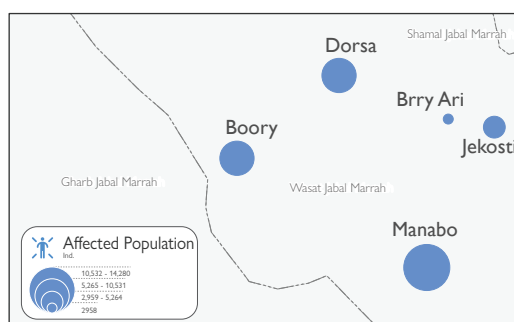 Shamal Jabal Marrah
Dorsa
Brry Ari
Boory
Jekosti
Gharb Jabal Marrah
Wasat Jabal Marrah
Manabo
Affected Population
Ind.
10,532 - 14,280
5,265 - 10,531
2,959 - 5,264
2958